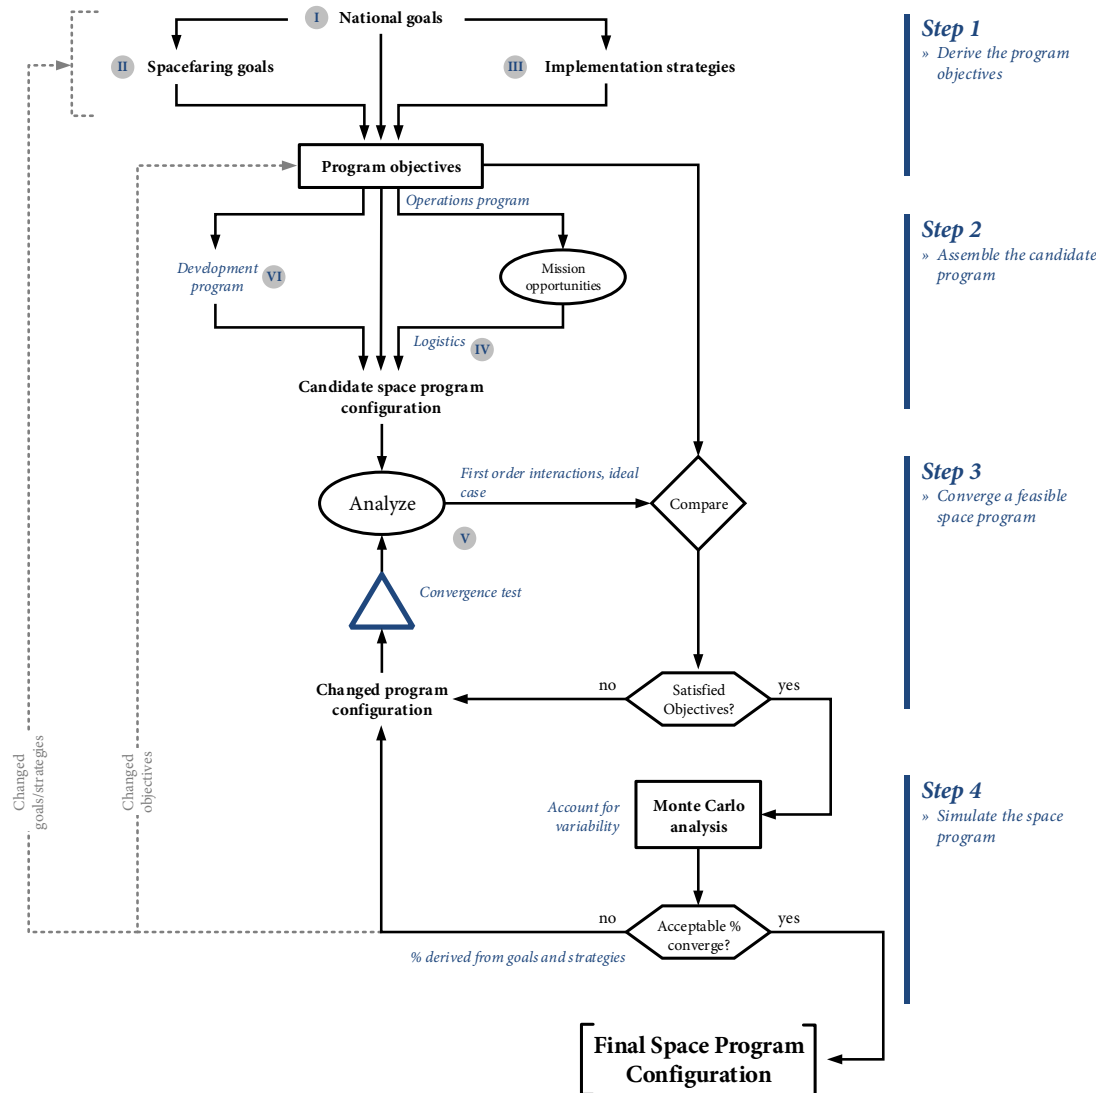 I
National goals
II
Spacefaring goals
III
Implementation strategies
Step 1
» Derive the program
objectives
Program objectives
Operations program
Development
program
VI
Mission
opportunities
Logistics
IV
Step 2
» Assemble the candidate
program
Candidate space program
configuration
Analyze
First order interactions, ideal
case
V
Compare
Step 3
» Converge a feasible
space program
Convergence test
Changed program
configuration
no
Satisfied
Objectives?
yes
Changed
goals/strategies
Changed
objectives
Account for
variability
Monte Carlo
analysis
Step 4
» Simulate the space
program
no
Acceptable %
converge?
yes
% derived from goals and strategies
Final Space Program
Configuration